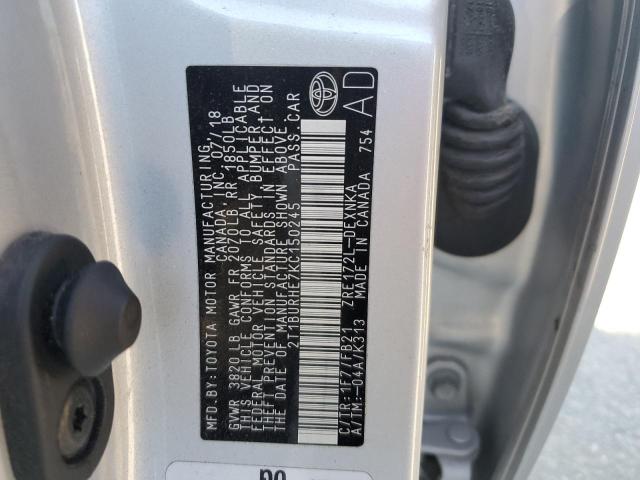 MFD.BY:TOYOTA MOTOR MANUFACTURING
CANADA, INC. 07/18
GVWR 3820LB GAWR FR 2070LB, RR 1850LB
THIS VEHICLE CONFORMS TO ALL APPLICABLE
FEDERAL MOTOR VEHICLE SAFETY, BUMPER AND
THEFT PREVENTION STANDARDS IN EFFECT ON
THE DATE OF MANUFACTURE SHOWN ABOVE.
2T1BURHE7KC150245 PASS.CAR
C/TR:1F7/FB21 ZRE172L-DEXNKA
A/TM:-04A/K313 MADE IN CANADA 754
AD